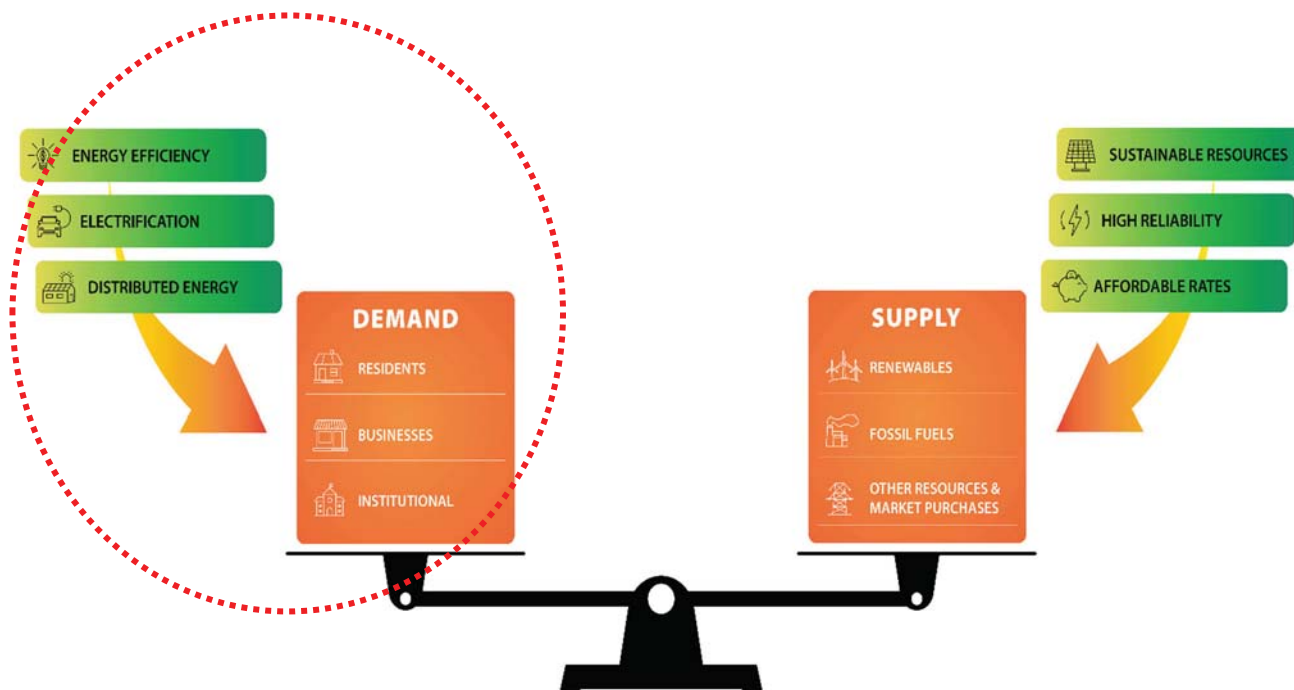 ENERGY EFFICIENCY
ELECTRIFICATION
DISTRIBUTED ENERGY
DEMAND
RESIDENTS
BUSINESSES
INSTITUTIONAL
SUPPLY
RENEWABLES
FOSSIL FUELS
OTHER RESOURCES &
MARKET PURCHASES
SUSTAINABLE RESOURCES
HIGH RELIABILITY
AFFORDABLE RATES